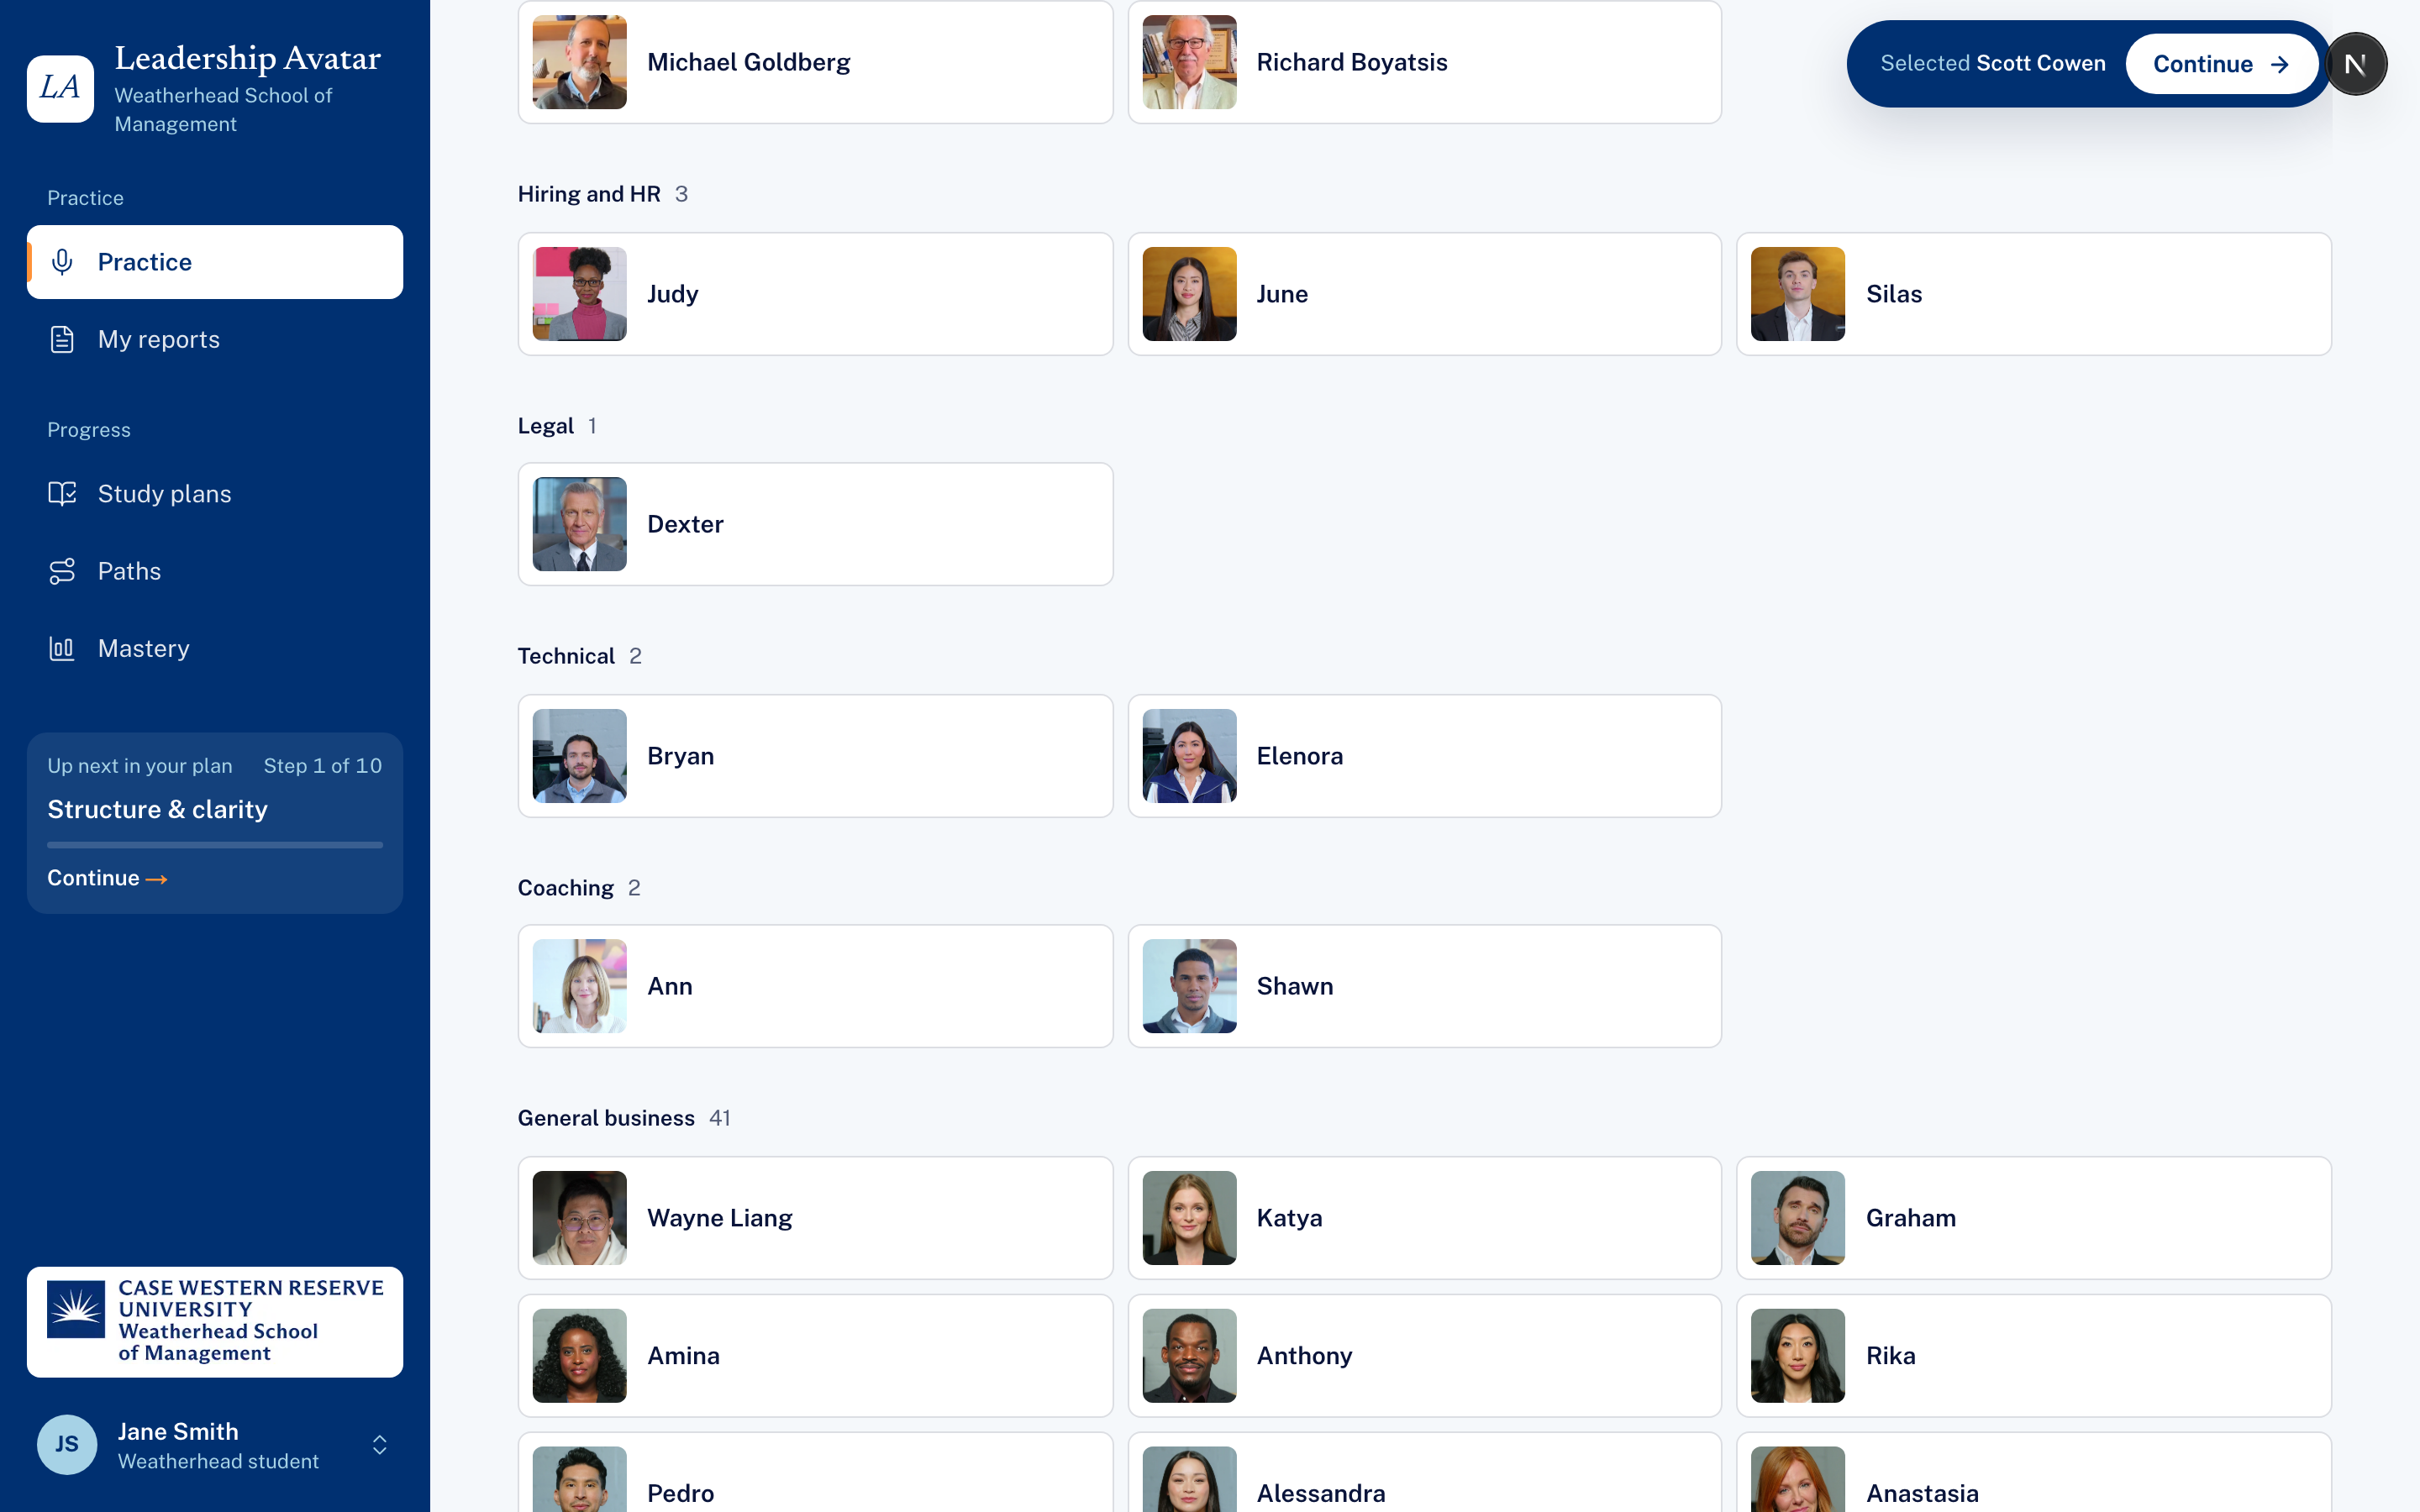 LA
Leadership Avatar
Weatherhead School of
Management
Practice
Practice
My reports
Progress
Study plans
Paths
Mastery
Up next in your plan Step 1 of 10
Structure & clarity
Continue →
CASE WESTERN RESERVE
UNIVERSITY
Weatherhead School
of Management
JS
Jane Smith
Weatherhead student
Selected Scott Cowen
Continue →
N
Michael Goldberg
Richard Boyatsis
Hiring and HR 3
Judy
June
Silas
Legal 1
Dexter
Technical 2
Bryan
Elenora
Coaching 2
Ann
Shawn
General business 41
Wayne Liang
Katya
Graham
Amina
Anthony
Rika
Pedro
Alessandra
Anastasia